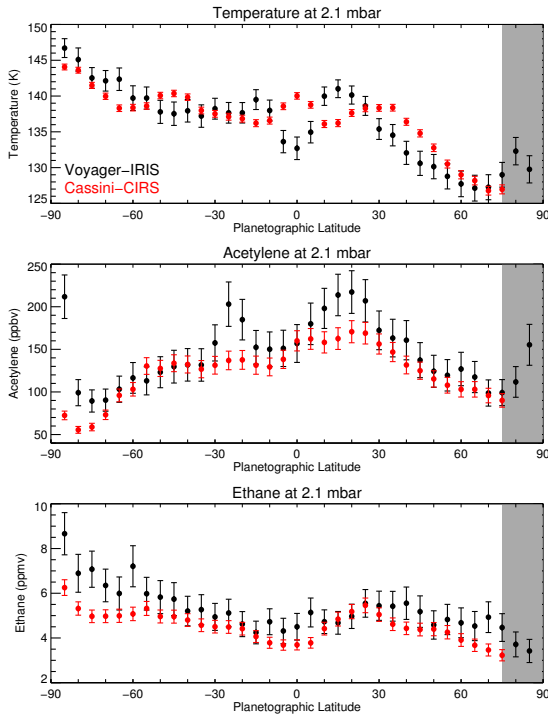 Temperature at 2.1 mbar
150
145
140
135
130
125
Temperature (K)
Voyager-IRIS
Cassini-CIRS
-90 -60 -30 0 30 60 90
Planetographic Latitude
Acetylene at 2.1 mbar
250
200
150
100
50
Acetylene (ppbv)
-90 -60 -30 0 30 60 90
Planetographic Latitude
Ethane at 2.1 mbar
10
8
6
4
2
Ethane (ppmv)
-90 -60 -30 0 30 60 90
Planetographic Latitude